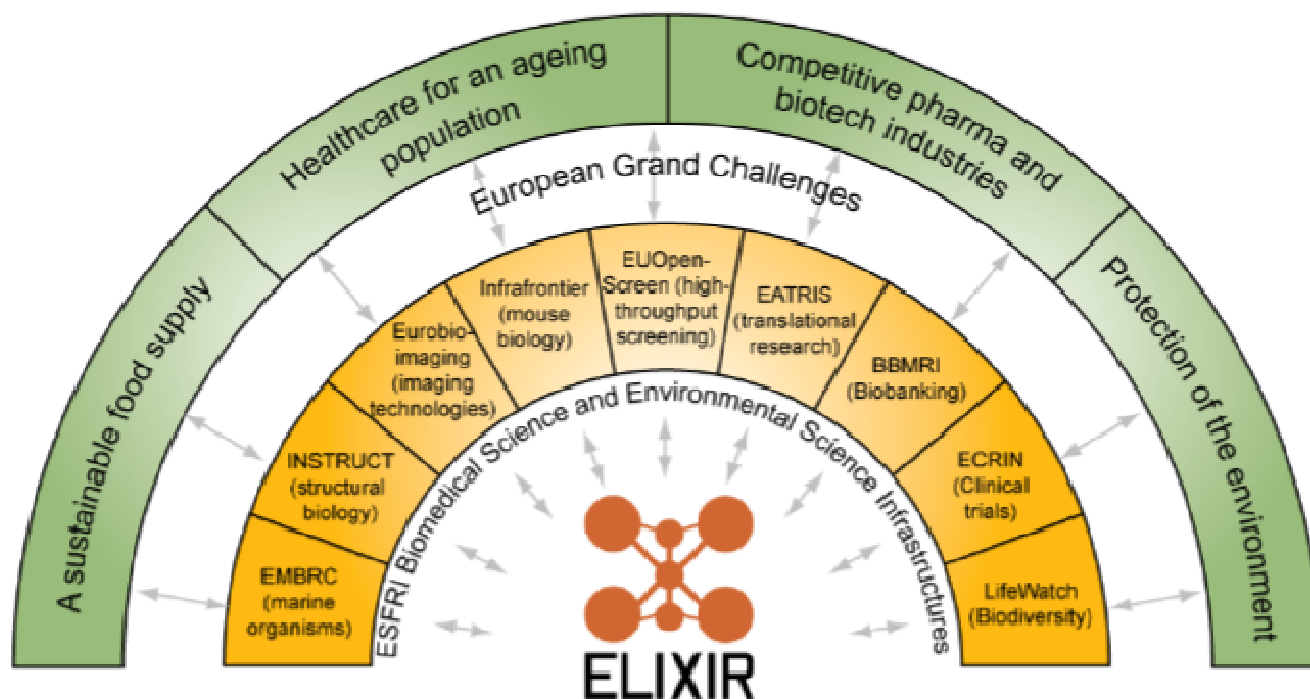 A sustainable food supply
Healthcare for an ageing
population
Competitive pharma and
biotech industries
Protection of the environment
European Grand Challenges
EMBRC
(marine
organisms)
INSTRUCT
(structural
biology)
Eurobio-
imaging
(imaging
technologies)
Infrafrontier
(mouse
biology)
EUOpen-
Screen (high-
throughput
screening)
EATRIS
(translational
research)
BBMRI
(Biobanking)
ECRIN
(Clinical
trials)
LifeWatch
(Biodiversity)
ESFRI Biomedical Science and Environmental Science Infrastructures
ELIXIR